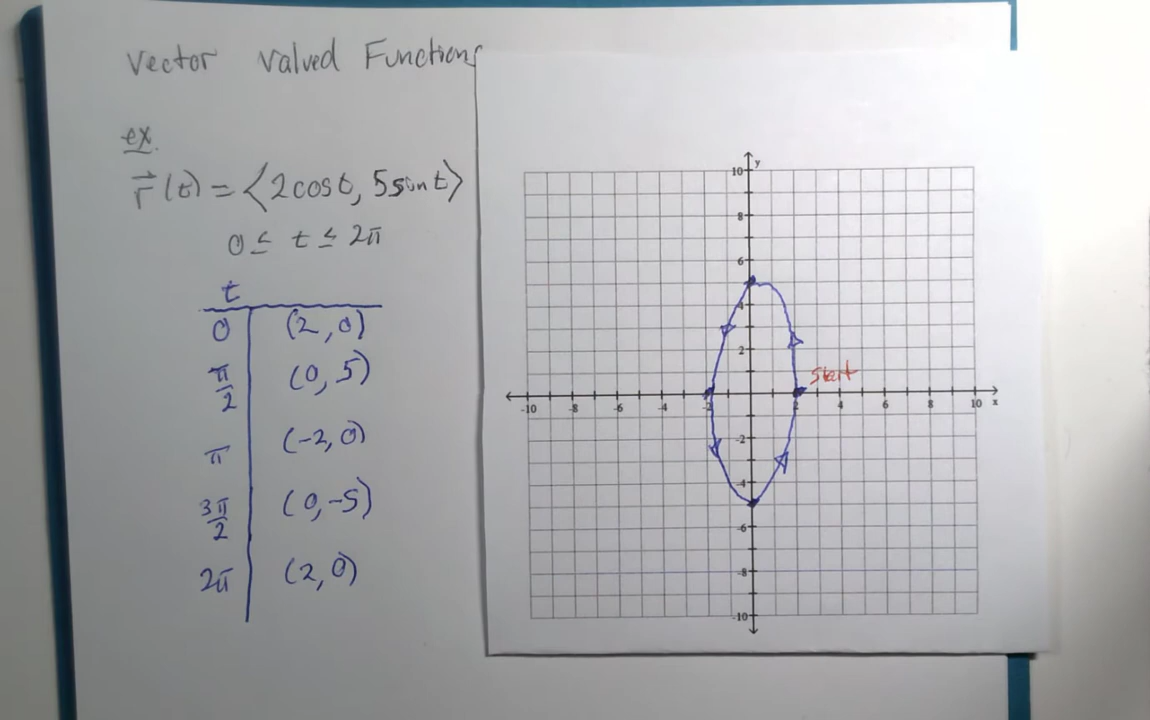 Vector Valued Functions
ex.
r⃗(t) = ⟨2cost, 5sint⟩
0 ≤ t ≤ 2π
t
0 (2, 0)
π/2 (0, 5)
π (-2, 0)
3π/2 (0, -5)
2π (2, 0)
y
10
8
6
4
2
start
-10 -8 -6 -4 -2 2 4 6 8 10 x
-2
-4
-6
-8
-10